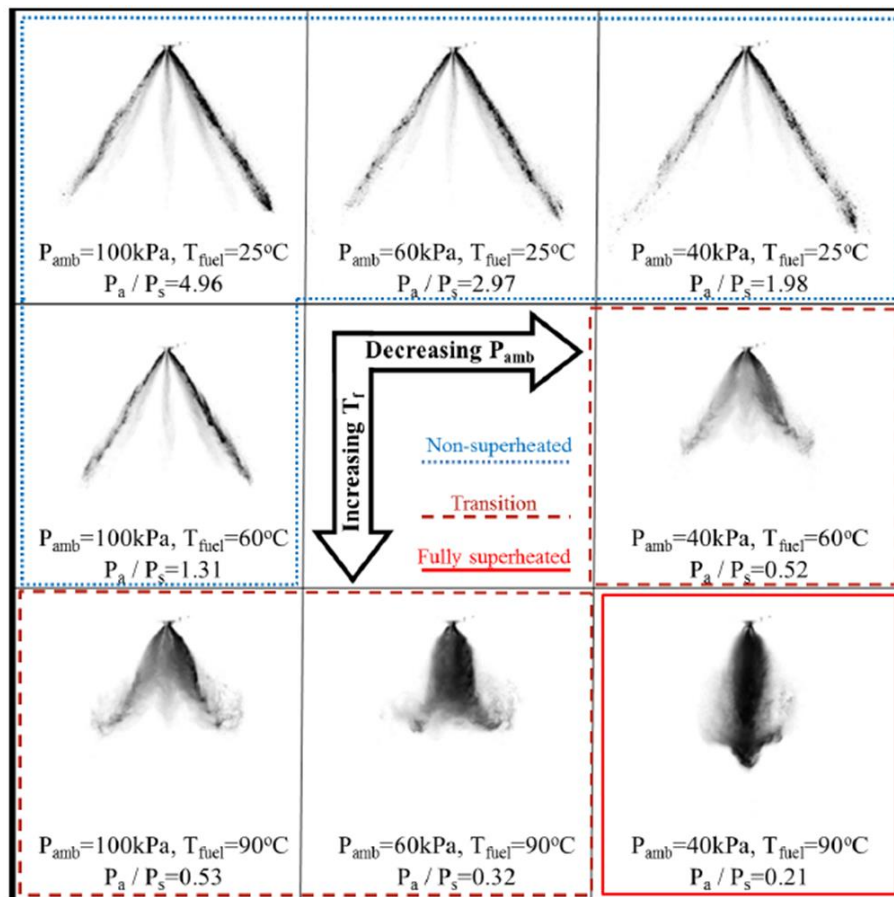 P_amb=100kPa, T_fuel=25°C
P_a / P_s=4.96
P_amb=60kPa, T_fuel=25°C
P_a / P_s=2.97
P_amb=40kPa, T_fuel=25°C
P_a / P_s=1.98
P_amb=100kPa, T_fuel=60°C
P_a / P_s=1.31
Decreasing P_amb
Increasing T_f
Non-superheated
Transition
Fully superheated
P_amb=40kPa, T_fuel=60°C
P_a / P_s=0.52
P_amb=100kPa, T_fuel=90°C
P_a / P_s=0.53
P_amb=60kPa, T_fuel=90°C
P_a / P_s=0.32
P_amb=40kPa, T_fuel=90°C
P_a / P_s=0.21